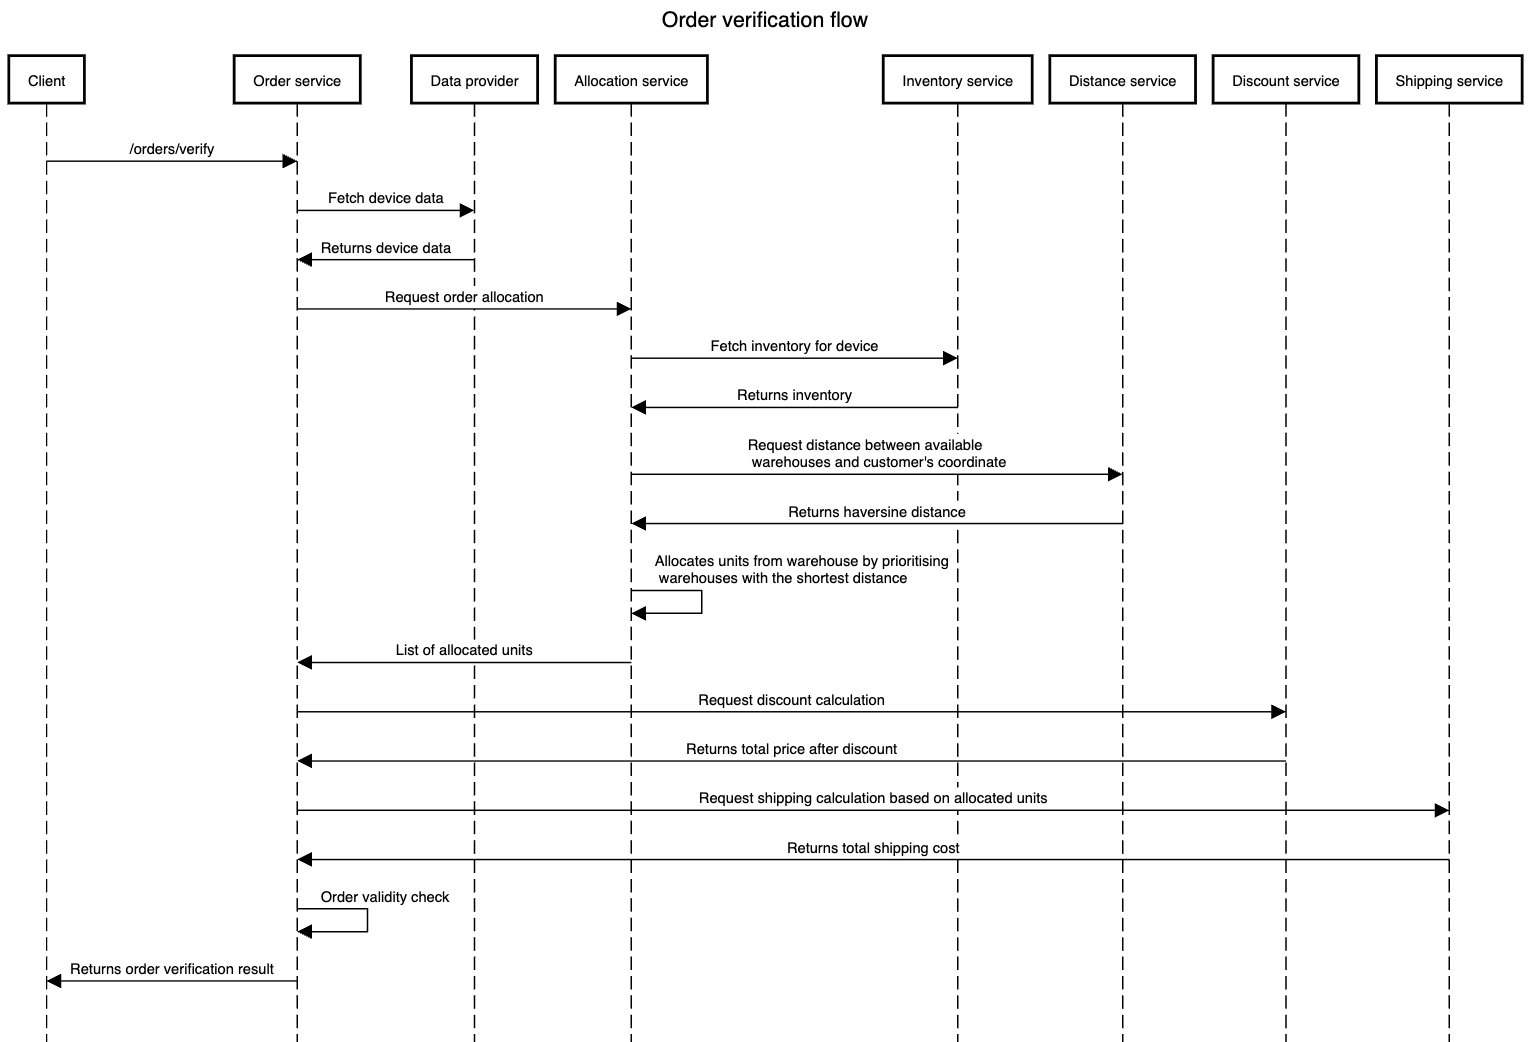 Order verification flow
Client
Order service
Data provider
Allocation service
Inventory service
Distance service
Discount service
Shipping service
/orders/verify
Fetch device data
Returns device data
Request order allocation
Fetch inventory for device
Returns inventory
Request distance between available
warehouses and customer's coordinate
Returns haversine distance
Allocates units from warehouse by prioritising
warehouses with the shortest distance
List of allocated units
Request discount calculation
Returns total price after discount
Request shipping calculation based on allocated units
Returns total shipping cost
Order validity check
Returns order verification result